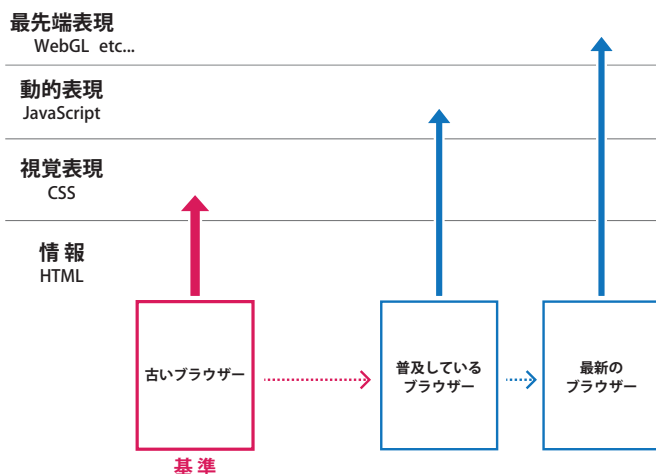 最先端表現
WebGL etc...
動的表現
JavaScript
視覚表現
CSS
情報
HTML
古いブラウザー
普及している
ブラウザー
最新の
ブラウザー
基準